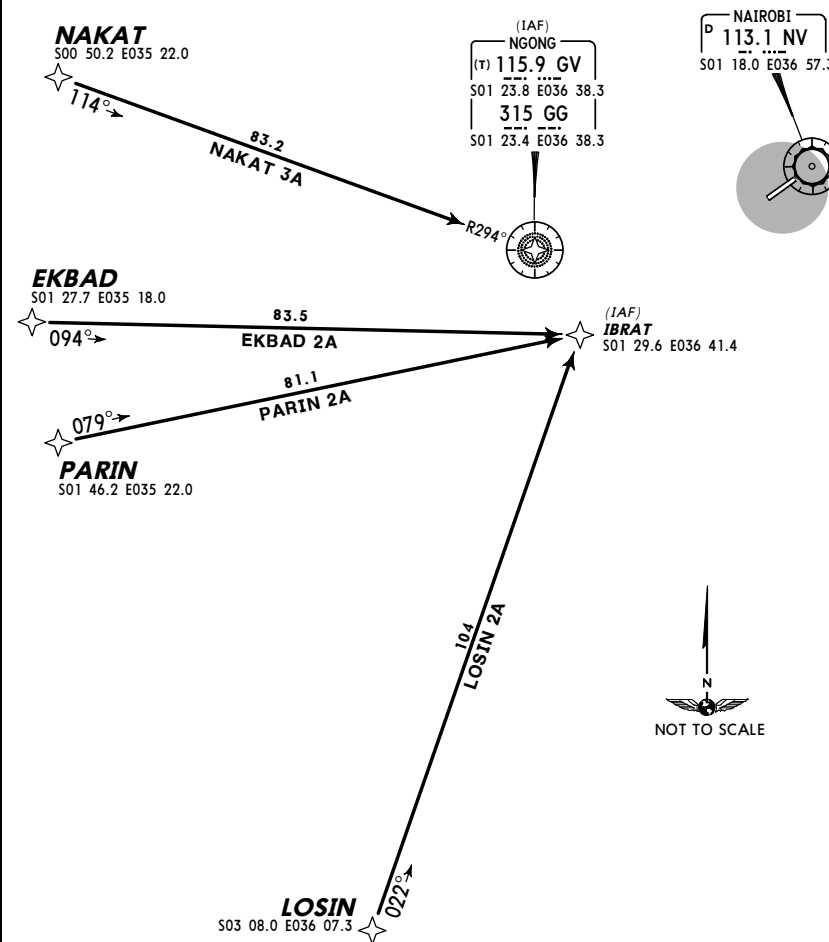 NAKAT
S00 50.2 E035 22.0
114°
83.2
NAKAT 3A
R294°
(IAF)
NGONG
(T) 115.9 GV
S01 23.8 E036 38.3
315 GG
S01 23.4 E036 38.3
NAIROBI
D 113.1 NV
S01 18.0 E036 57.3
EKBAD
S01 27.7 E035 18.0
094°
83.5
EKBAD 2A
(IAF)
IBRAT
S01 29.6 E036 41.4
079°
81.1
PARIN 2A
PARIN
S01 46.2 E035 22.0
104
LOSIN 2A
N
NOT TO SCALE
022°
LOSIN
S03 08.0 E036 07.3